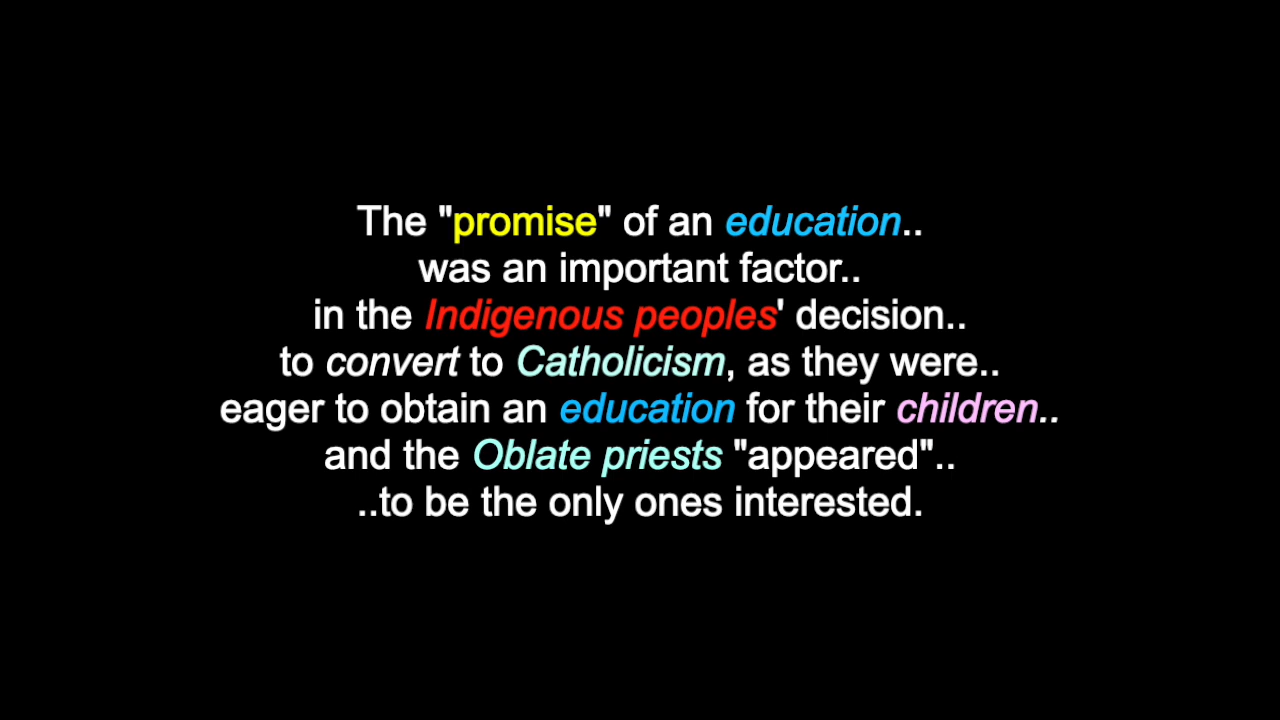 The "promise" of an education..
was an important factor..
in the Indigenous peoples' decision..
to convert to Catholicism, as they were..
eager to obtain an education for their children..
and the Oblate priests "appeared"..
..to be the only ones interested.